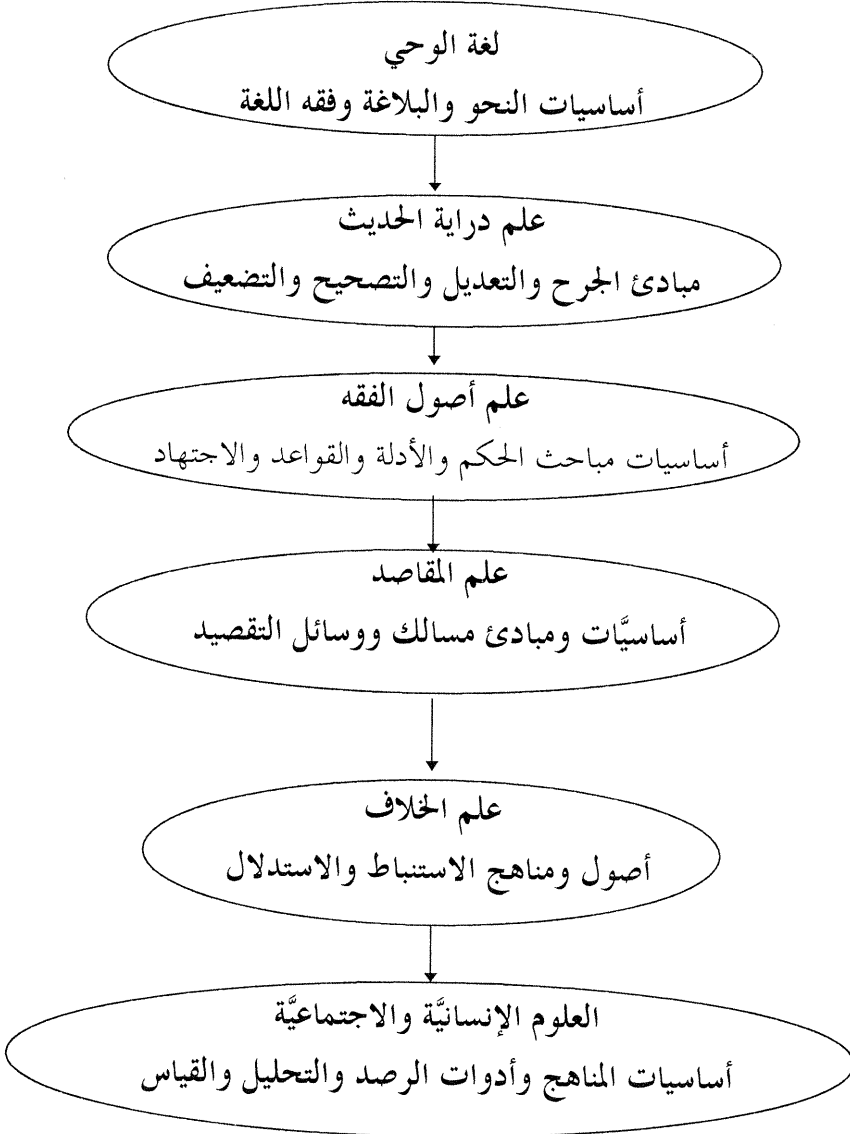 لغة الوحي
أساسيات النحو والبلاغة وفقه اللغة
علم دراية الحديث
مبادئ الجرح والتعديل والتصحيح والتضعيف
علم أصول الفقه
أساسيات مباحث الحكم والأدلة والقواعد والاجتهاد
علم المقاصد
أساسيَّات ومبادئ مسالك ووسائل التقصيد
علم الخلاف
أصول ومناهج الاستنباط والاستدلال
العلوم الإنسانيَّة والاجتماعيَّة
أساسيات المناهج وأدوات الرصد والتحليل والقياس